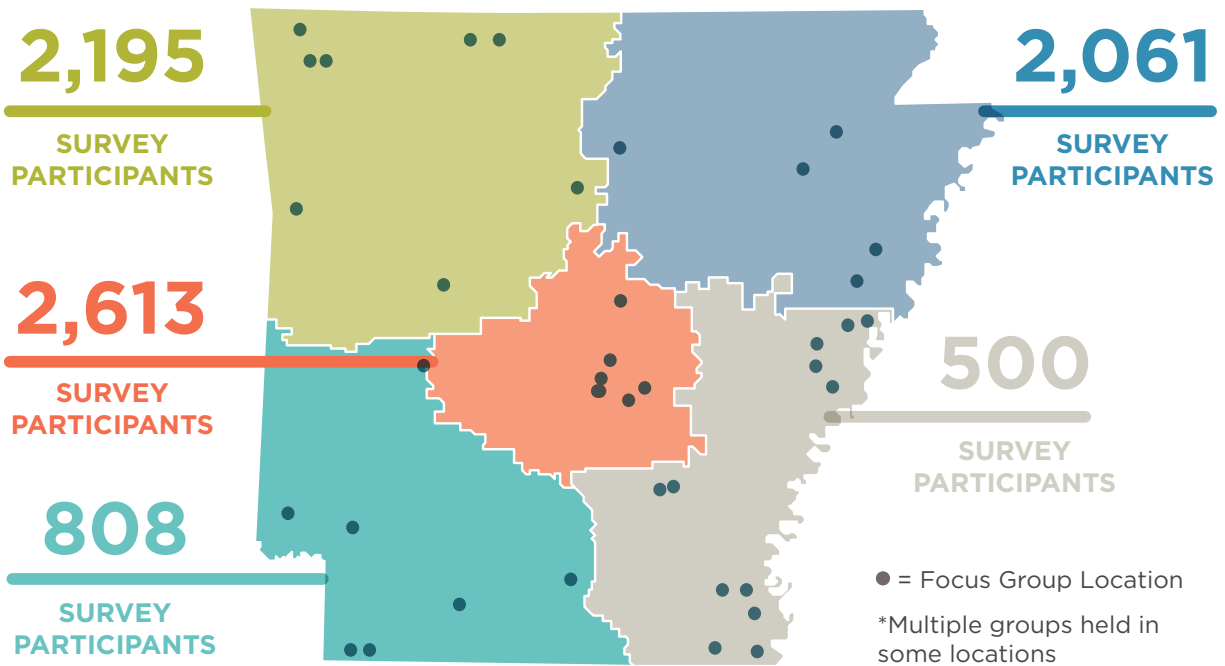 2,195
SURVEY
PARTICIPANTS
2,061
SURVEY
PARTICIPANTS
2,613
SURVEY
PARTICIPANTS
500
SURVEY
PARTICIPANTS
808
SURVEY
PARTICIPANTS
= Focus Group Location
*Multiple groups held in
some locations